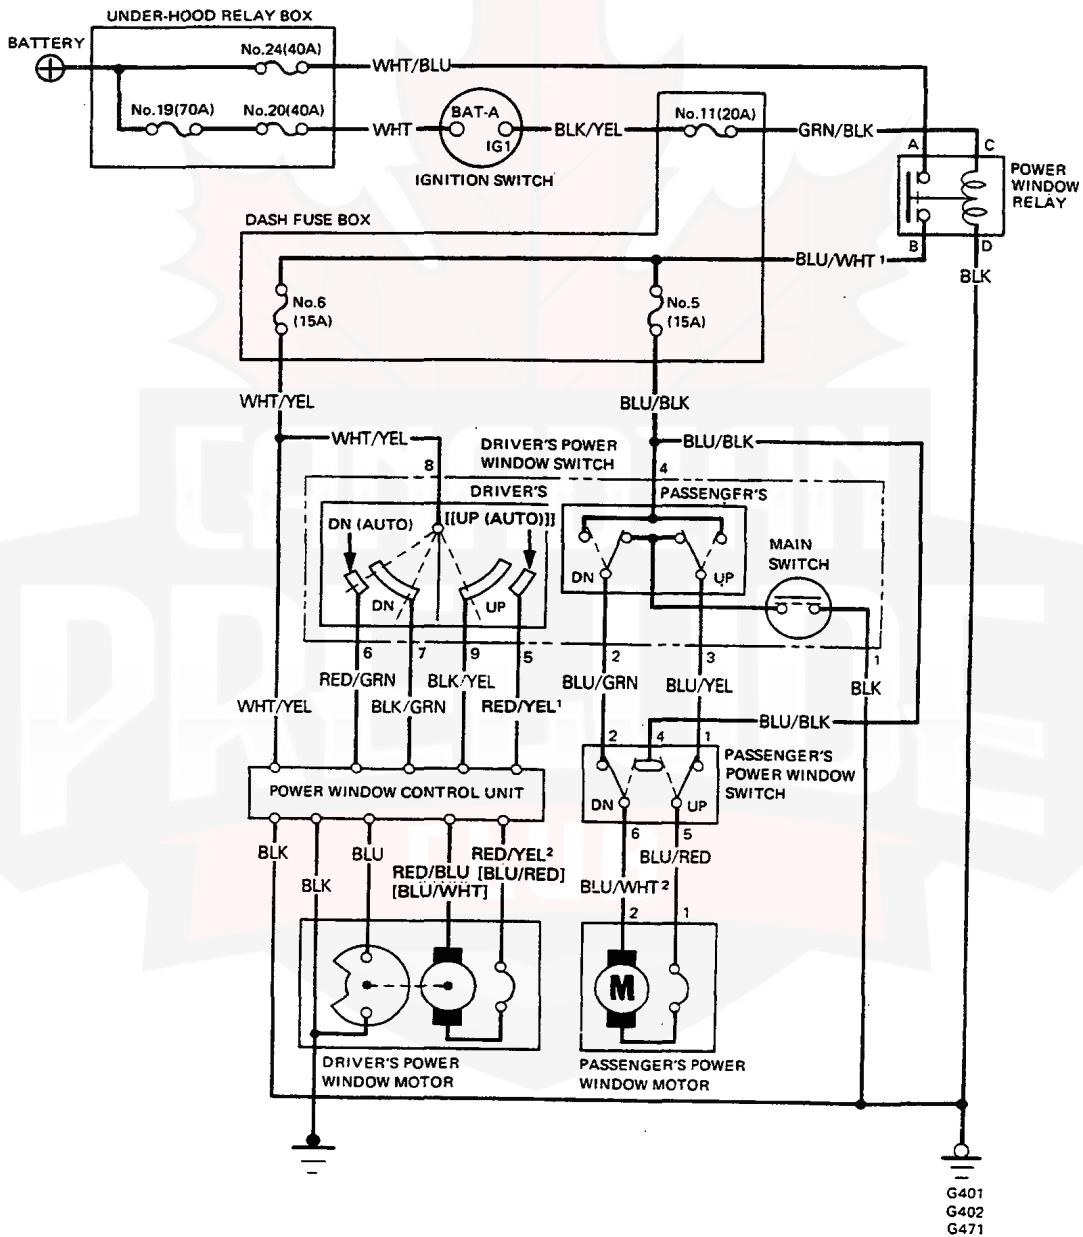 UNDER-HOOD RELAY BOX
BATTERY
No.24(40A)
WHT/BLU
No.19(70A)
No.20(40A)
WHT
BAT-A
IG1
BLK/YEL
No.11(20A)
GRN/BLK
IGNITION SWITCH
A
C
POWER
WINDOW
RELAY
DASH FUSE BOX
B
D
BLU/WHT 1
BLK
No.6
(15A)
No.5
(15A)
WHT/YEL
BLU/BLK
WHT/YEL
DRIVER'S POWER
WINDOW SWITCH
BLU/BLK
8
4
DRIVER'S
PASSENGER'S
DN (AUTO)
[[UP (AUTO)]]
MAIN
SWITCH
DN
UP
DN
UP
6
7
9
5
2
3
1
RED/GRN
BLK/GRN
BLK/YEL
RED/YEL1
BLU/GRN
BLU/YEL
BLK
WHT/YEL
BLU/BLK
2
4
1
PASSENGER'S
POWER WINDOW
SWITCH
POWER WINDOW CONTROL UNIT
DN
UP
6
5
BLK
BLK
BLU
RED/BLU
[BLU/WHT]
RED/YEL2
[BLU/RED]
BLU/RED
BLU/WHT 2
2
1
M
DRIVER'S POWER
WINDOW MOTOR
PASSENGER'S POWER
WINDOW MOTOR
G401
G402
G471
CANADIAN
PRELUDE
CLUB